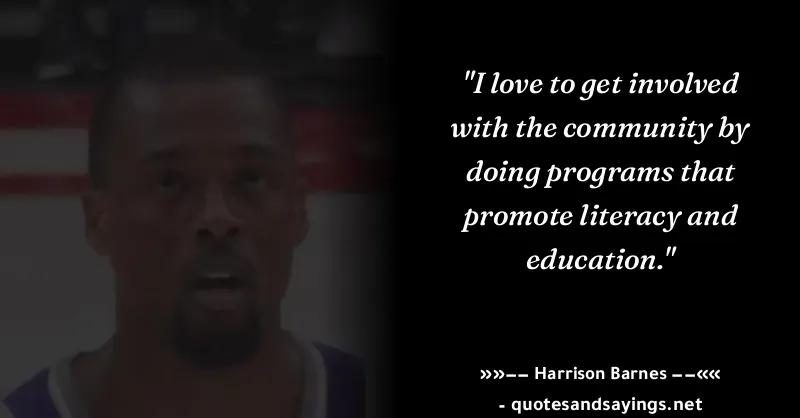 "I love to get involved
with the community by
doing programs that
promote literacy and
education."
»»−− Harrison Barnes −−««
- quotesandsayings.net